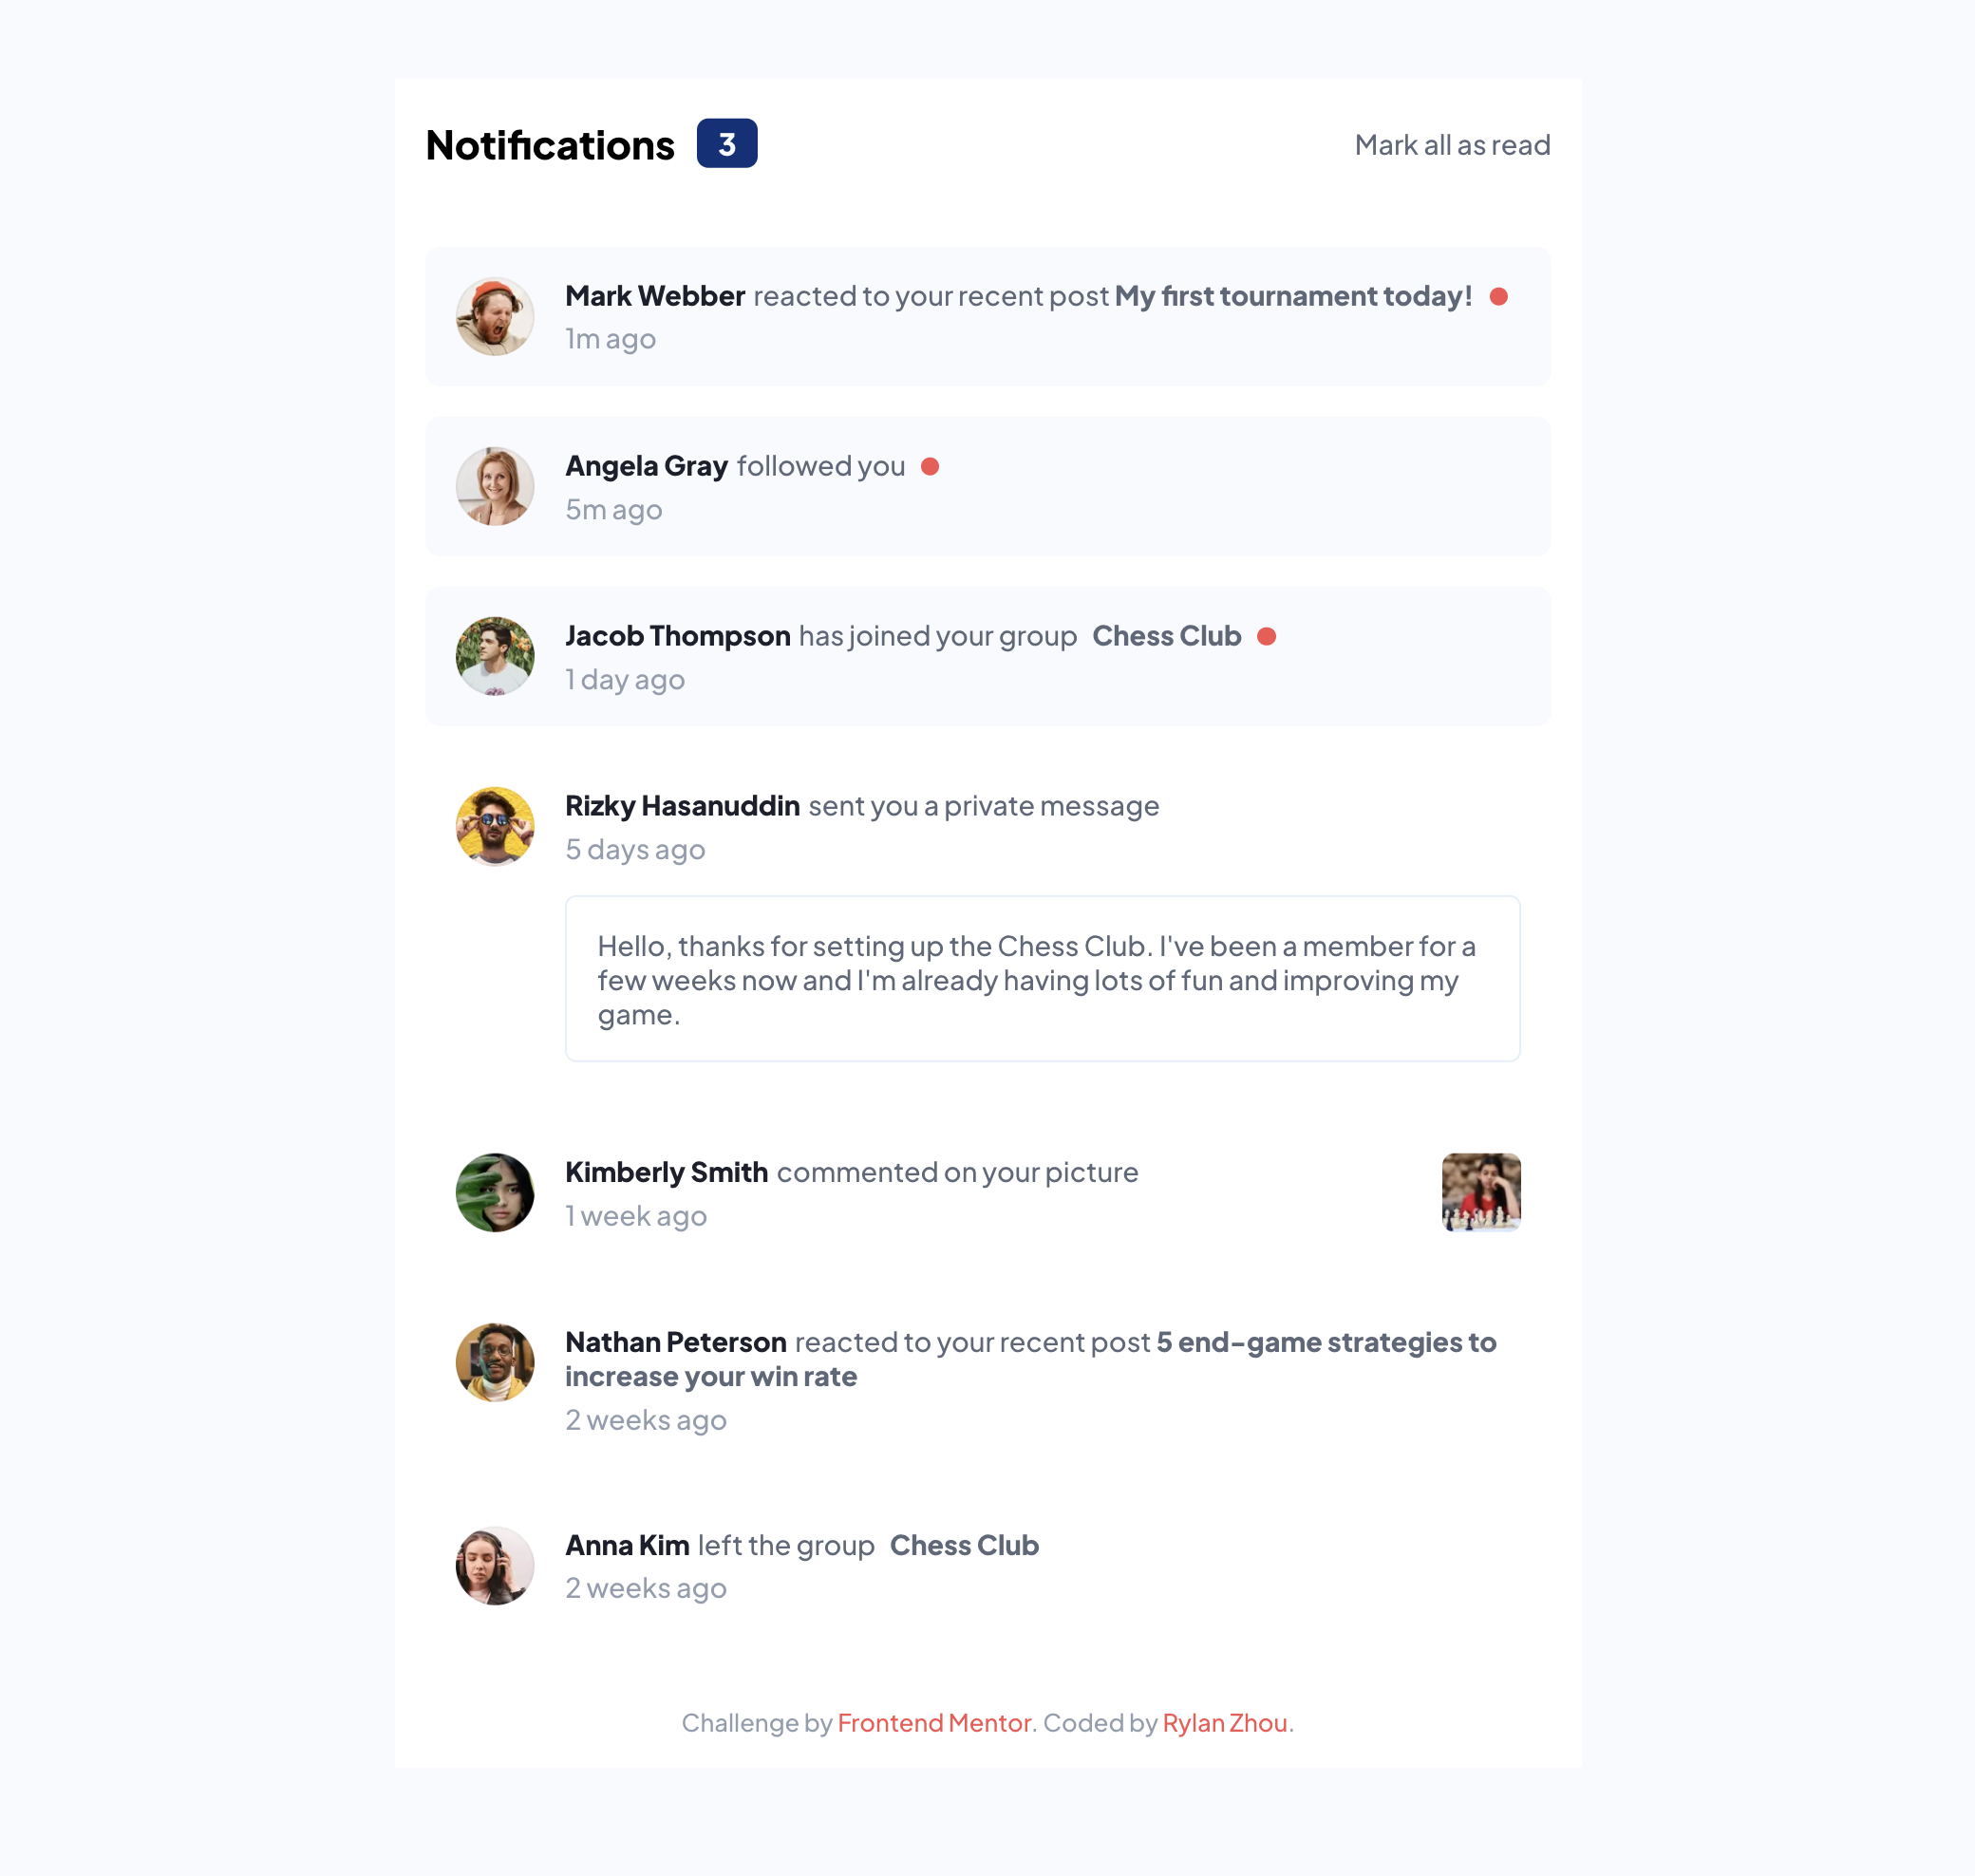 Notifications 3 Mark all as read
Mark Webber reacted to your recent post My first tournament today!
1m ago
Angela Gray followed you
5m ago
Jacob Thompson has joined your group Chess Club
1 day ago
Rizky Hasanuddin sent you a private message
5 days ago
Hello, thanks for setting up the Chess Club. I've been a member for a
few weeks now and I'm already having lots of fun and improving my
game.
Kimberly Smith commented on your picture
1 week ago
Nathan Peterson reacted to your recent post 5 end-game strategies to
increase your win rate
2 weeks ago
Anna Kim left the group Chess Club
2 weeks ago
Challenge by Frontend Mentor. Coded by Rylan Zhou.